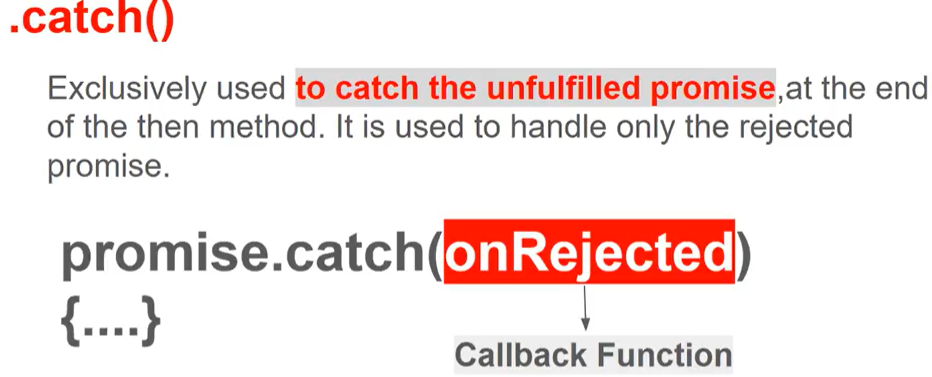 .catch()
Exclusively used to catch the unfulfilled promise,at the end
of the then method. It is used to handle only the rejected
promise.
promise.catch(onRejected)
{....}
Callback Function